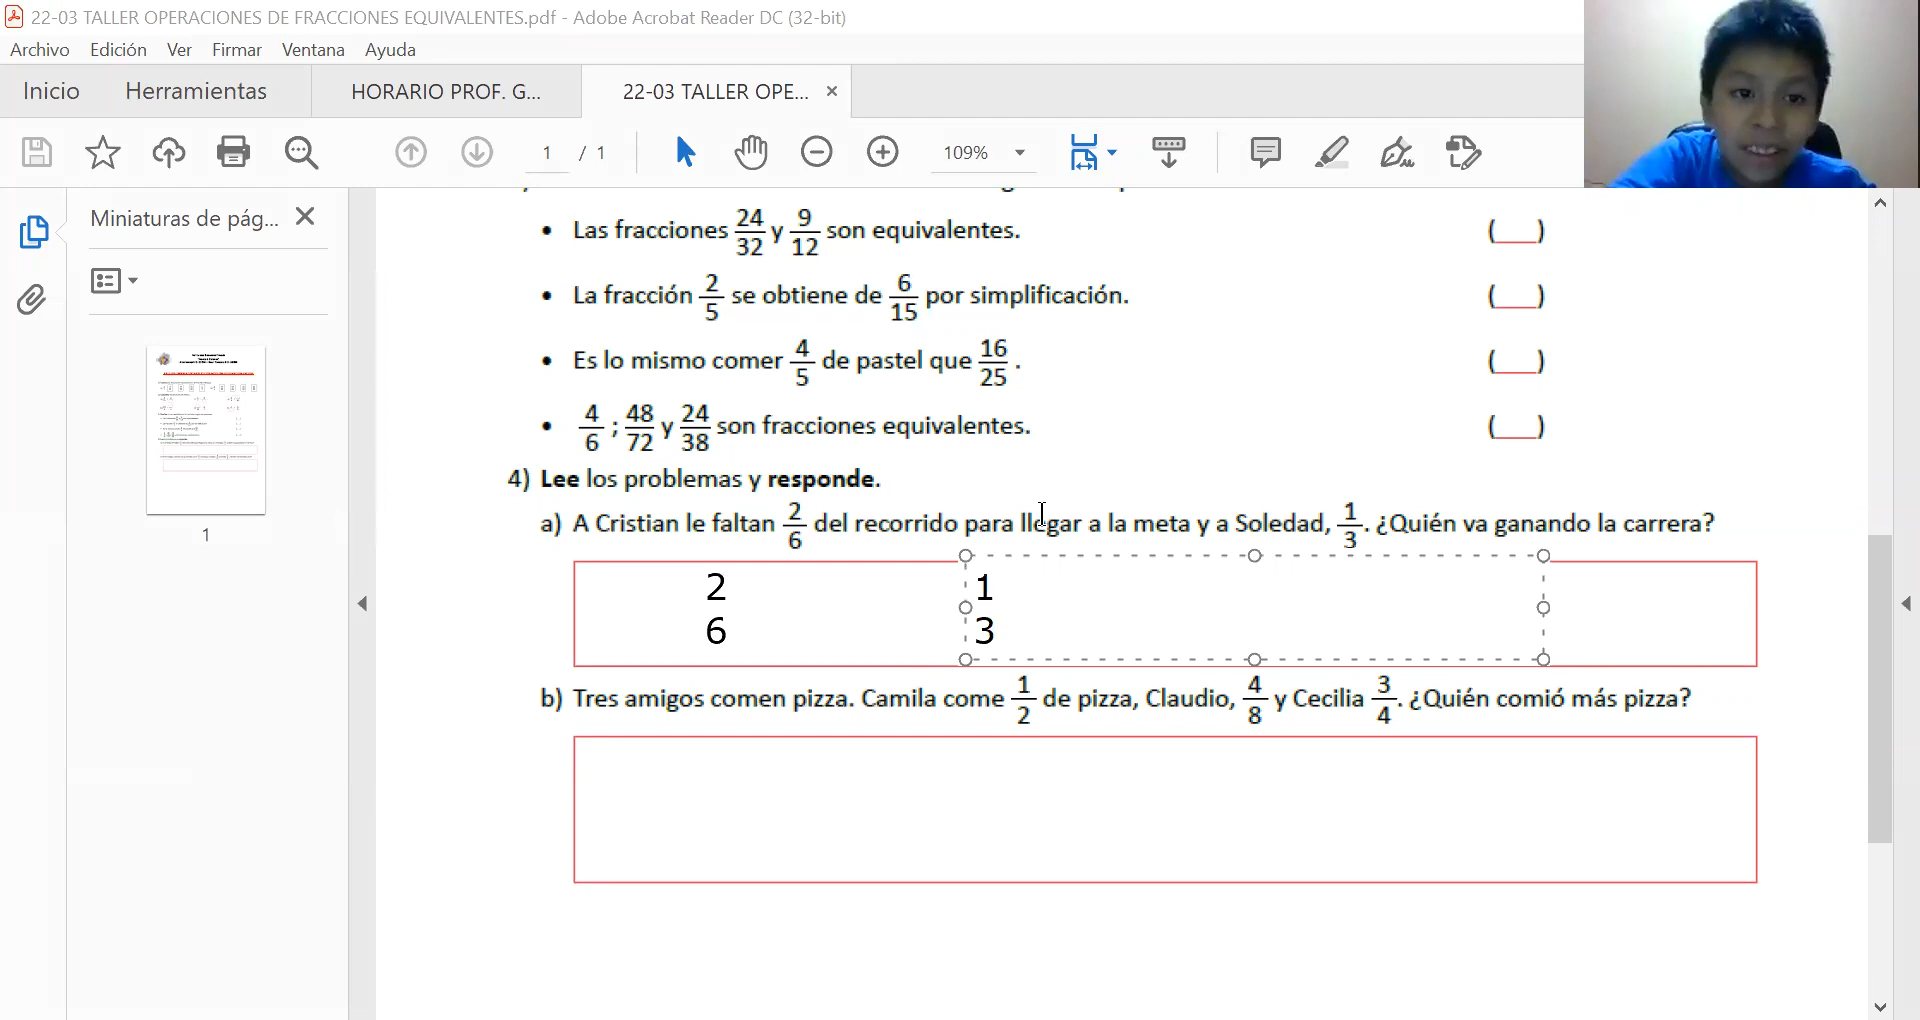 22-03 TALLER OPERACIONES DE FRACCIONES EQUIVALENTES.pdf - Adobe Acrobat Reader DC (32-bit)
Archivo Edición Ver Firmar Ventana Ayuda
Inicio Herramientas HORARIO PROF. G... 22-03 TALLER OPE... ×
1 / 1 109%
Miniaturas de pág...
1
• Las fracciones 24/32 y 9/12 son equivalentes. (___)
• La fracción 2/5 se obtiene de 6/15 por simplificación. (___)
• Es lo mismo comer 4/5 de pastel que 16/25 . (___)
• 4/6 ; 48/72 y 24/38 son fracciones equivalentes. (___)
4) Lee los problemas y responde.
a) A Cristian le faltan 2/6 del recorrido para llegar a la meta y a Soledad, 1/3. ¿Quién va ganando la carrera?
2 1
6 3
b) Tres amigos comen pizza. Camila come 1/2 de pizza, Claudio, 4/8 y Cecilia 3/4. ¿Quién comió más pizza?